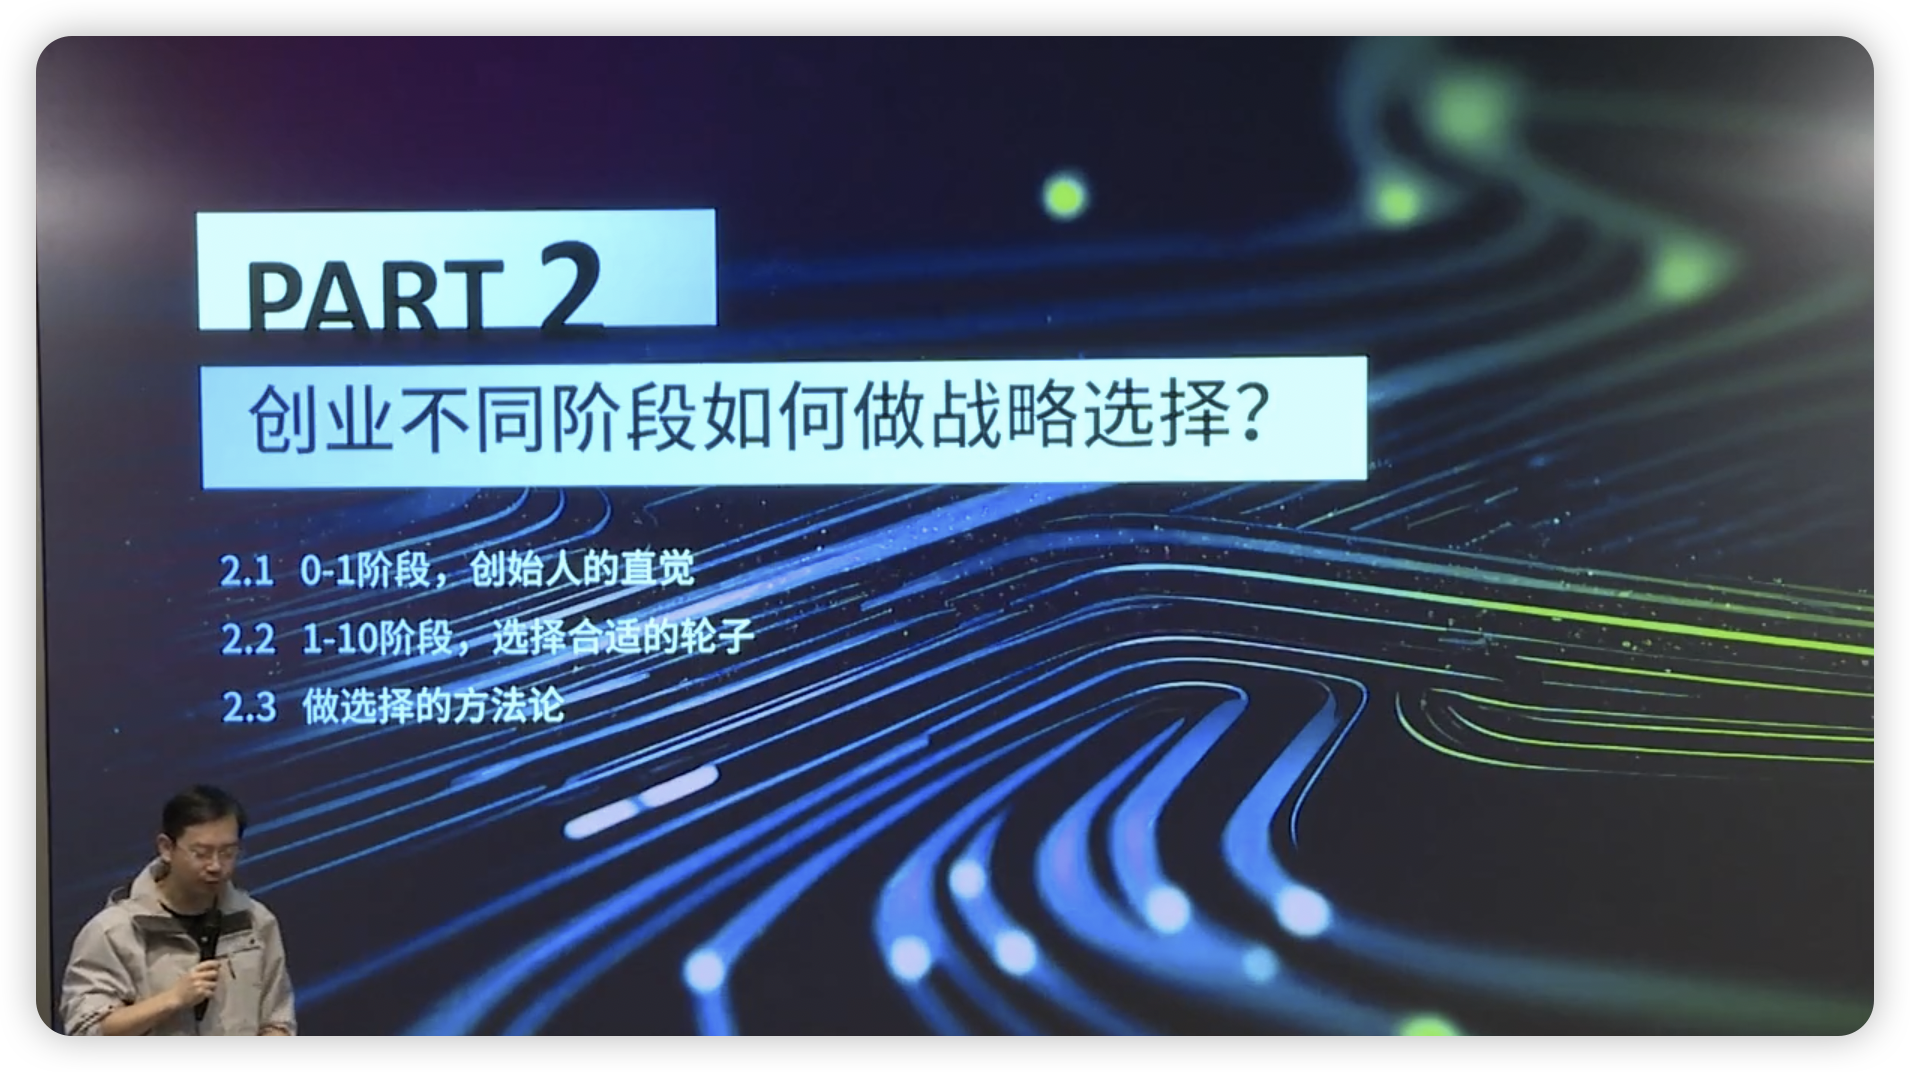 PART 2
创业不同阶段如何做战略选择？
2.1 0-1阶段，创始人的直觉
2.2 1-10阶段，选择合适的轮子
2.3 做选择的方法论